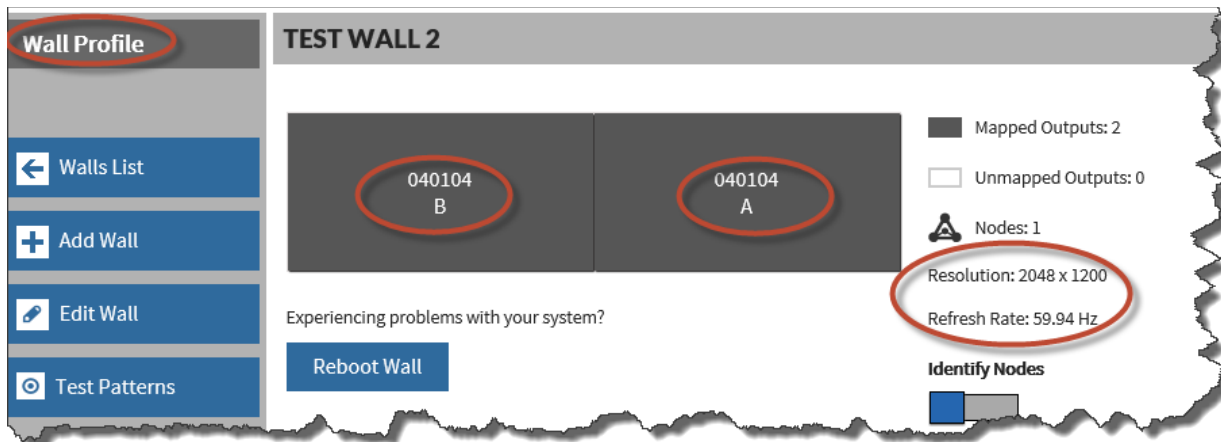 Wall Profile
TEST WALL 2
Walls List
Add Wall
Edit Wall
Test Patterns
040104
B
040104
A
Experiencing problems with your system?
Reboot Wall
Mapped Outputs: 2
Unmapped Outputs: 0
Nodes: 1
Resolution: 2048 x 1200
Refresh Rate: 59.94 Hz
Identify Nodes